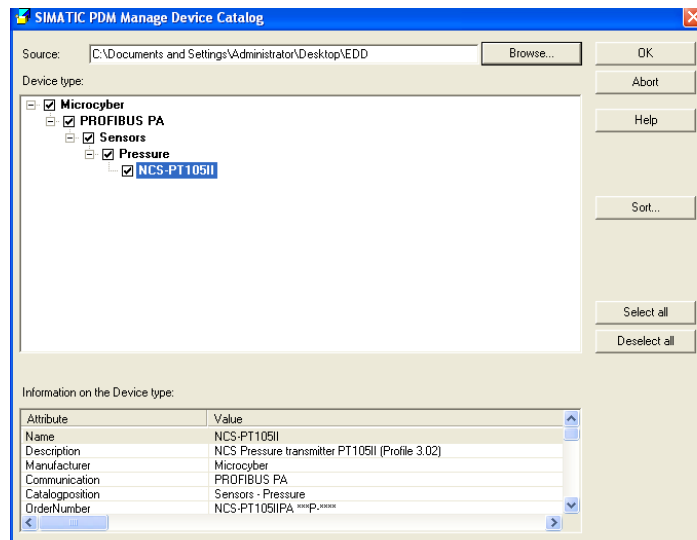 SIMATIC PDM Manage Device Catalog
Source: C:\Documents and Settings\Administrator\Desktop\EDD Browse... OK
Device type: Abort
Microcyber
PROFIBUS PA Help
Sensors
Pressure
NCS-PT105II
Sort...
Select all
Deselect all
Information on the Device type:
Attribute Value
Name NCS-PT105II
Description NCS Pressure transmitter PT105II (Profile 3.02)
Manufacturer Microcyber
Communication PROFIBUS PA
Catalogposition Sensors - Pressure
OrderNumber NCS-PT105IIPA ***P-****